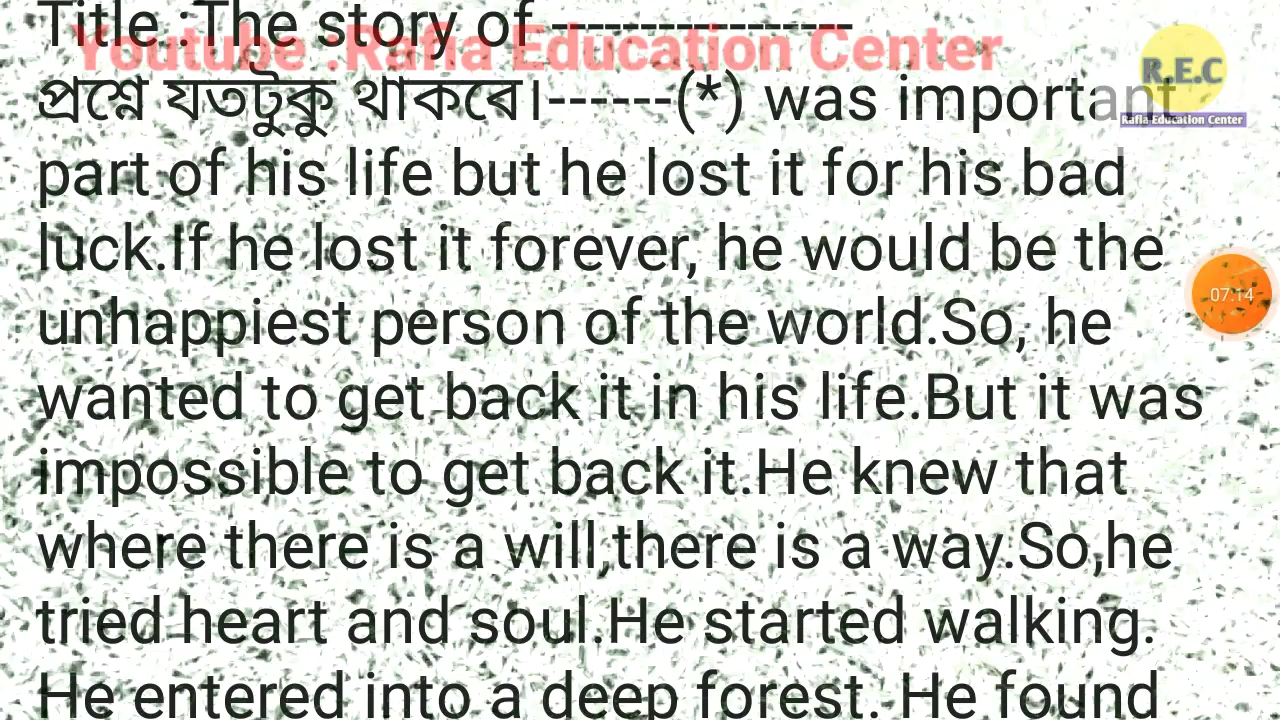 Title.:The story of ----------------
Youtube :Rafia Education Center
R.E.C
Rafia Education Center
প্রশ্নে যতটুকু থাকবে।------(*) was important
part of his life but he lost it for his bad
luck.If he lost it forever, he would be the
07:14
unhappiest person of the world.So, he
wanted to get back it in his life.But it was
impossible to get back it.He knew that
where there is a will,there is a way.So,he
tried heart and soul.He started walking.
He entered into a deep forest. He found